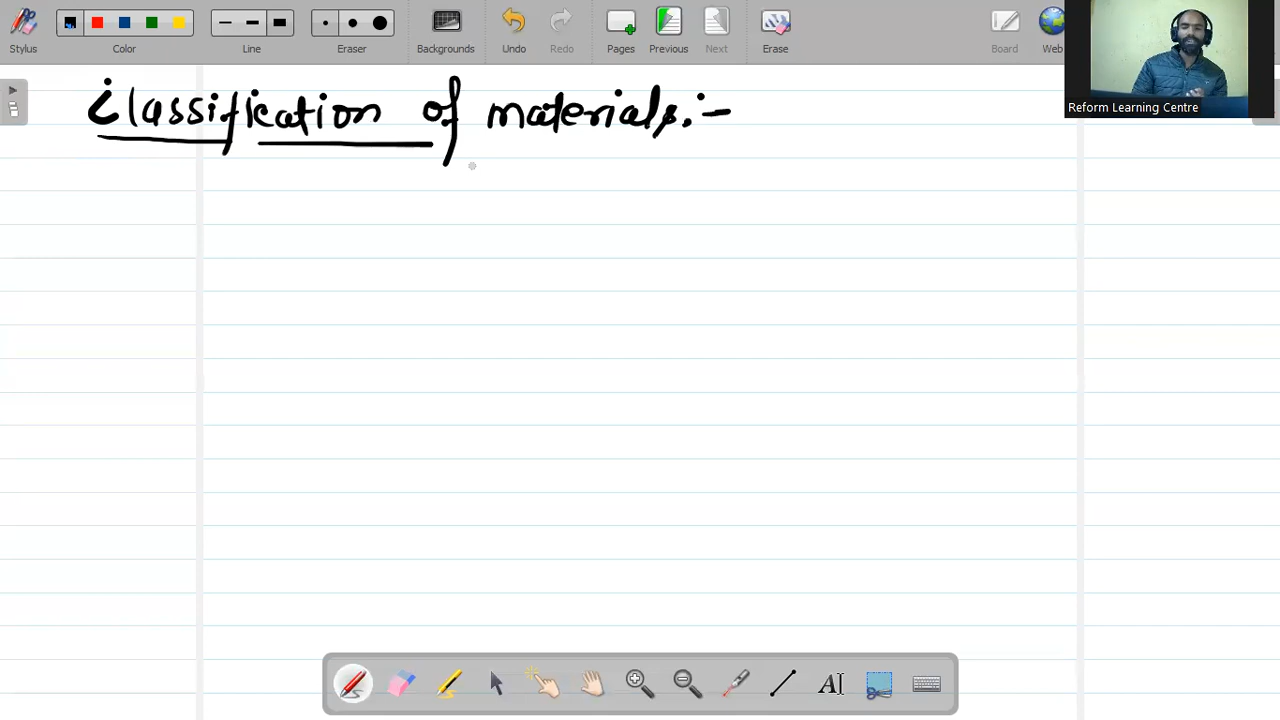 Stylus
Color
Line
Eraser
Backgrounds
Undo
Redo
Pages
Previous
Next
Erase
Board
Web
Reform Learning Centre
Classification of materials:-